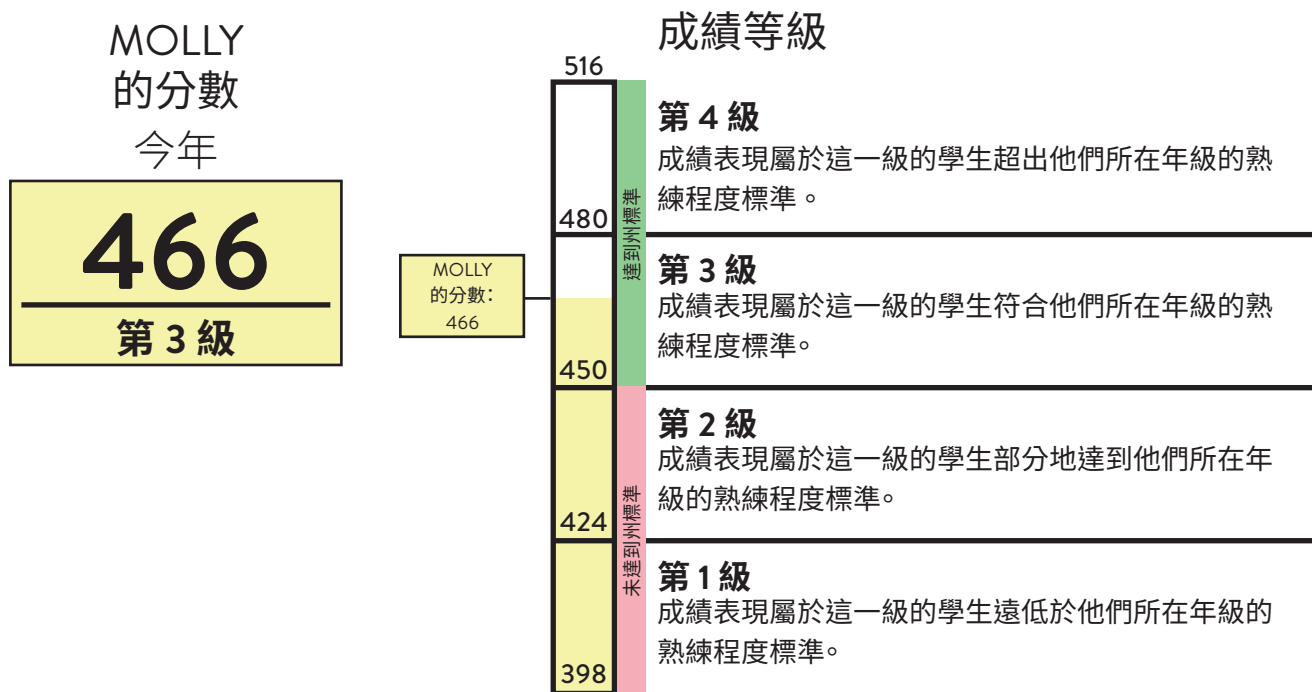 MOLLY
的分數
今年
466
第 3 級
成績等級
516
480
450
424
398
MOLLY
的分數：
466
達到州標準
未達到州標準
第 4 級
成績表現屬於這一級的學生超出他們所在年級的熟
練程度標準。
第 3 級
成績表現屬於這一級的學生符合他們所在年級的熟
練程度標準。
第 2 級
成績表現屬於這一級的學生部分地達到他們所在年
級的熟練程度標準。
第 1 級
成績表現屬於這一級的學生遠低於他們所在年級的
熟練程度標準。